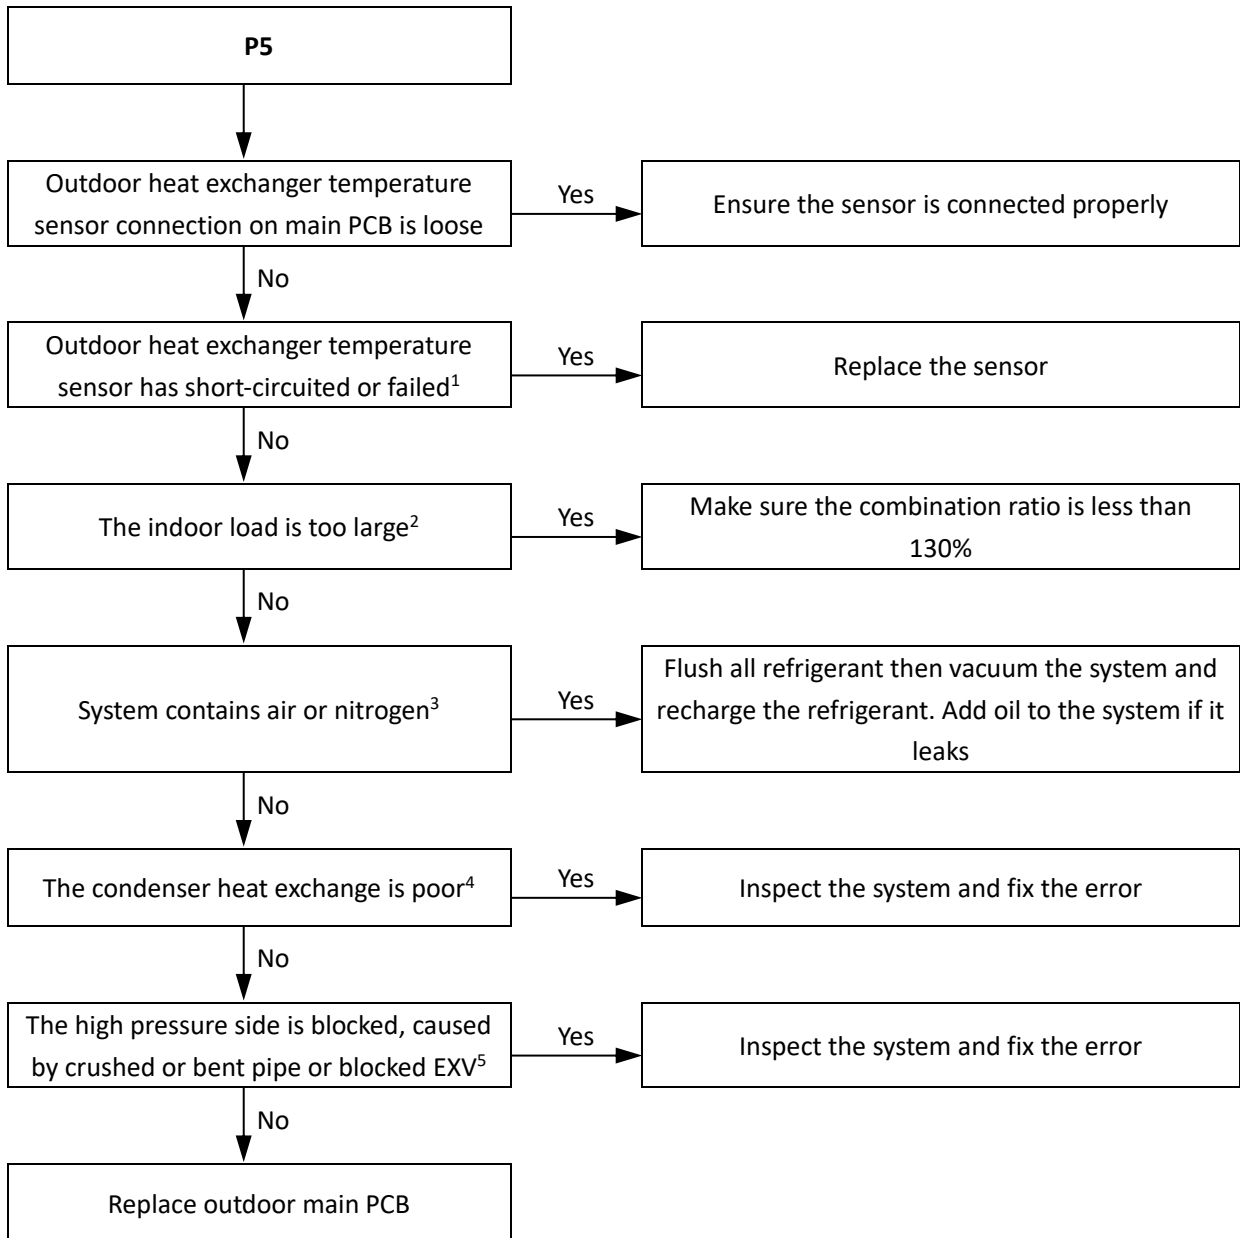 P5
Outdoor heat exchanger temperature
sensor connection on main PCB is loose
Yes
Ensure the sensor is connected properly
No
Outdoor heat exchanger temperature
sensor has short-circuited or failed¹
Yes
Replace the sensor
No
The indoor load is too large²
Yes
Make sure the combination ratio is less than
130%
No
System contains air or nitrogen³
Yes
Flush all refrigerant then vacuum the system and
recharge the refrigerant. Add oil to the system if it
leaks
No
The condenser heat exchange is poor⁴
Yes
Inspect the system and fix the error
No
The high pressure side is blocked, caused
by crushed or bent pipe or blocked EXV⁵
Yes
Inspect the system and fix the error
No
Replace outdoor main PCB